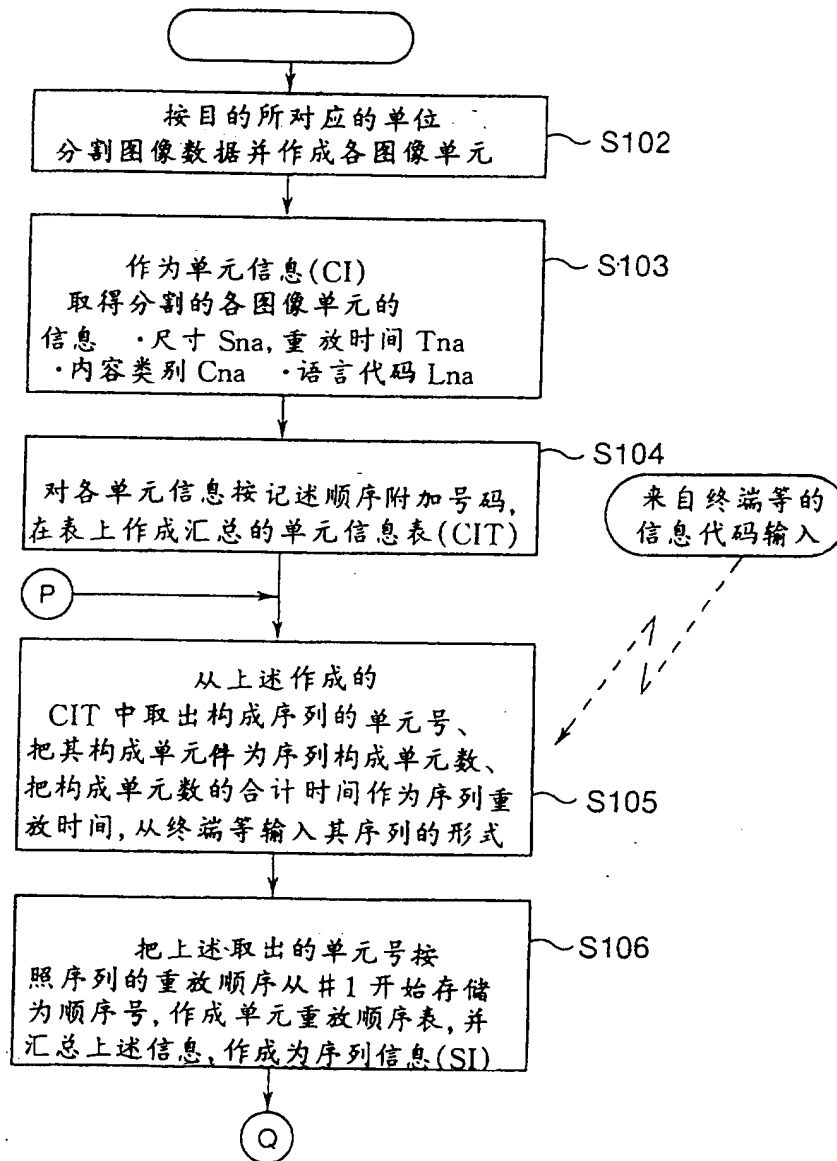 按目的所对应的单位
分割图像数据并作成各图像单元
S102
作为单元信息(CI)
取得分割的各图像单元的
信息 ·尺寸 Sna,重放时间 Tna
·内容类别 Cna ·语言代码 Lna
S103
对各单元信息按记述顺序附加号码,
在表上作成汇总的单元信息表(CIT)
S104
来自终端等的
信息代码输入
P
从上述作成的
CIT 中取出构成序列的单元号、
把其构成单元件为序列构成单元数、
把构成单元数的合计时间作为序列重
放时间,从终端等输入其序列的形式
S105
把上述取出的单元号按
照序列的重放顺序从#1开始存储
为顺序号,作成单元重放顺序表,并
汇总上述信息,作成为序列信息(SI)
S106
Q